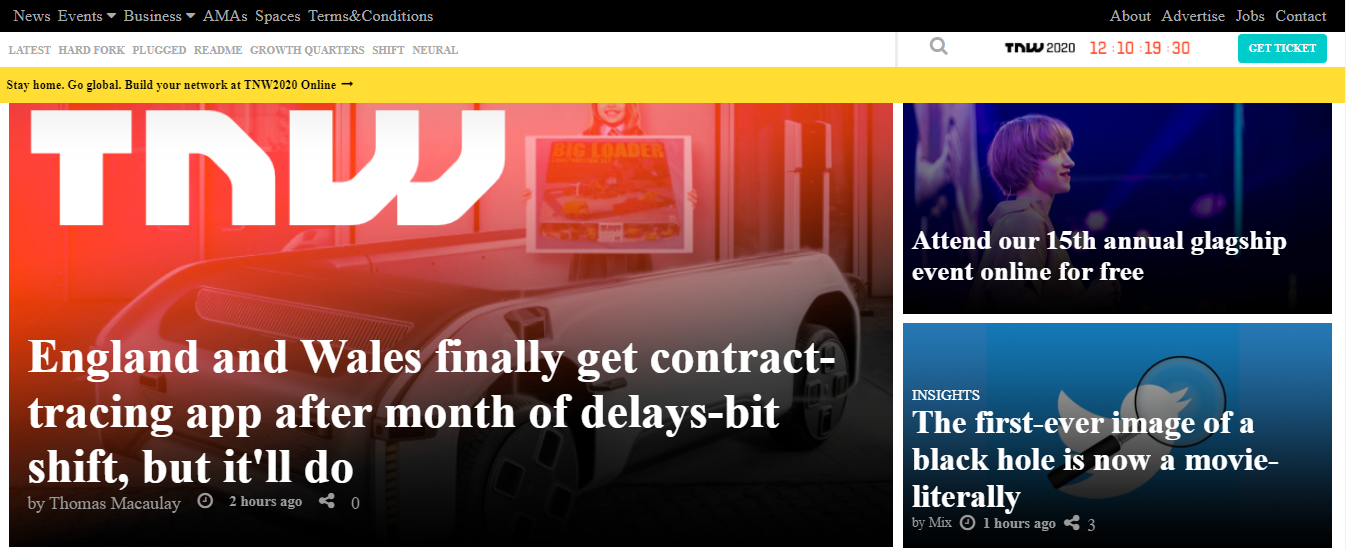 News Events Business AMAs Spaces Terms&Conditions
About Advertise Jobs Contact
LATEST HARD FORK PLUGGED README GROWTH QUARTERS SHIFT NEURAL
TNW 2020 12 : 10 : 19 : 30
GET TICKET
Stay home. Go global. Build your network at TNW2020 Online →
TNW
BIG LOADER
England and Wales finally get contract-
tracing app after month of delays-bit
shift, but it'll do
by Thomas Macaulay 2 hours ago 0
Attend our 15th annual glagship
event online for free
INSIGHTS
The first-ever image of a
black hole is now a movie-
literally
by Mix 1 hours ago 3